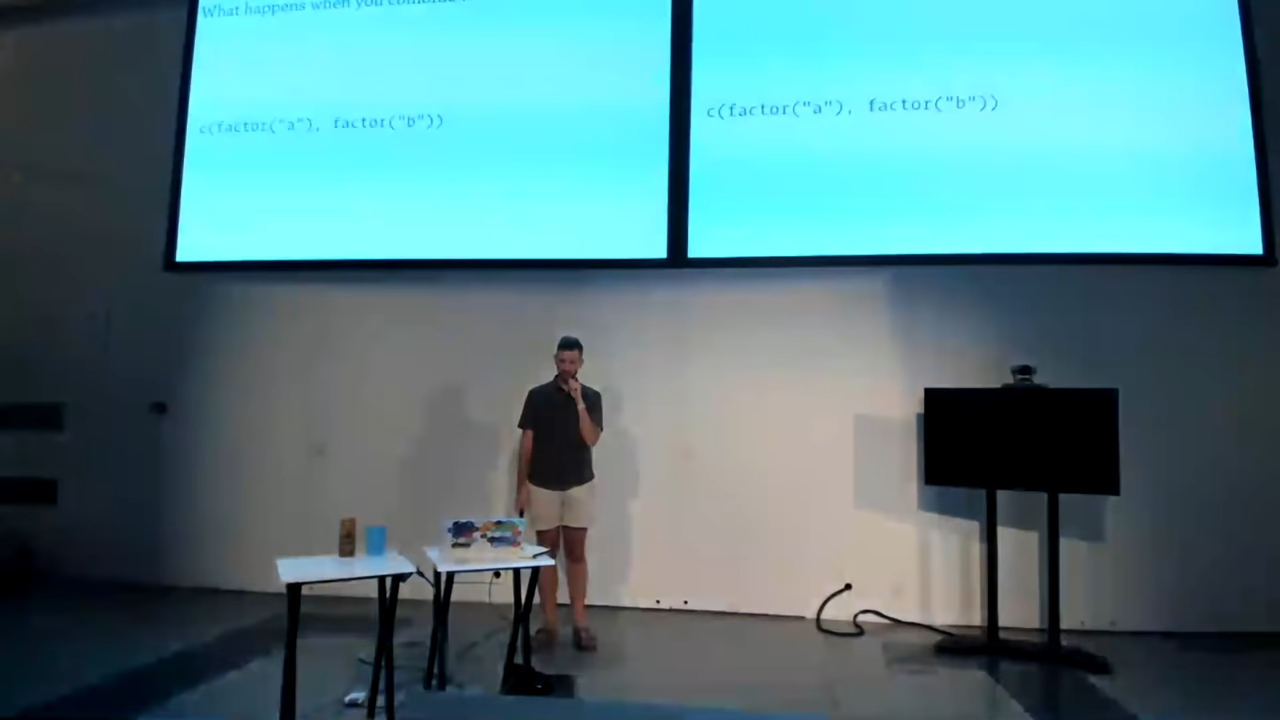 What happens when you combine
c(factor("a"), factor("b"))
c(factor("a"), factor("b"))